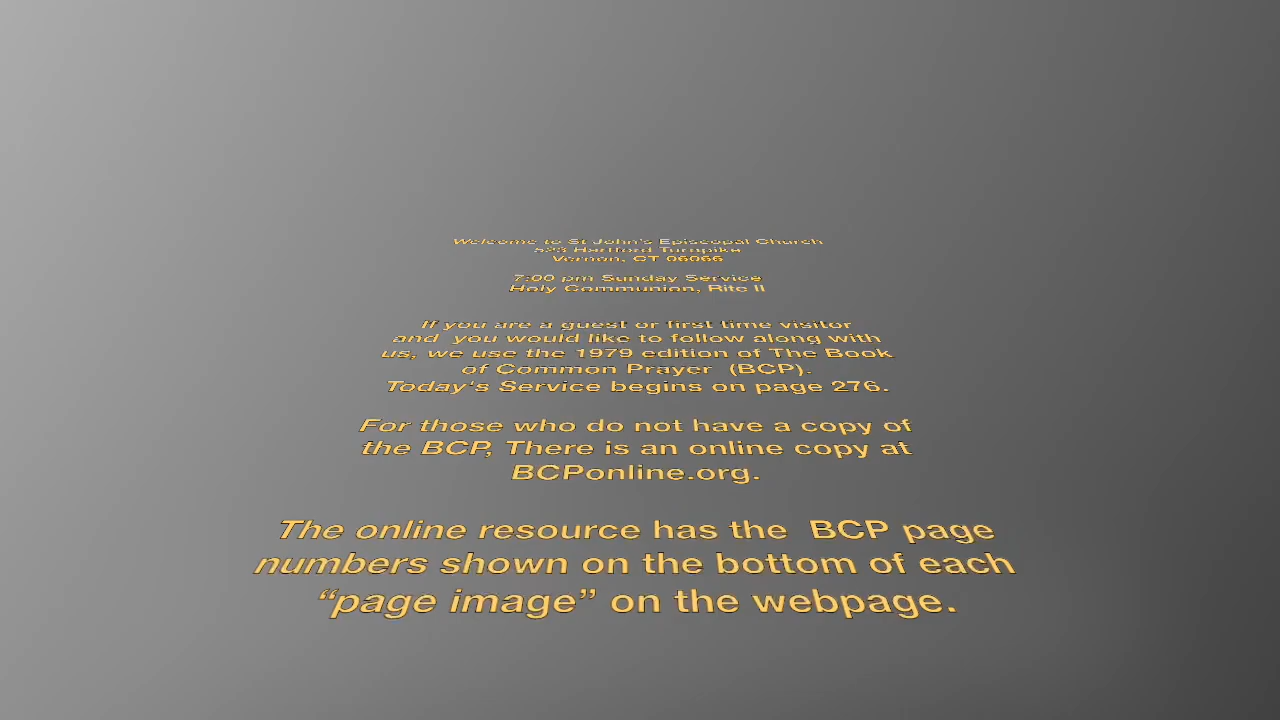 Welcome to St John's Episcopal Church
523 Hartford Turnpike
Vernon, CT 06066
7:00 pm Sunday Service
Holy Communion, Rite II
If you are a guest or first time visitor
and you would like to follow along with
us, we use the 1979 edition of The Book
of Common Prayer (BCP).
Today's Service begins on page 276.
For those who do not have a copy of
the BCP, There is an online copy at
BCPonline.org.
The online resource has the BCP page
numbers shown on the bottom of each
“page image” on the webpage.